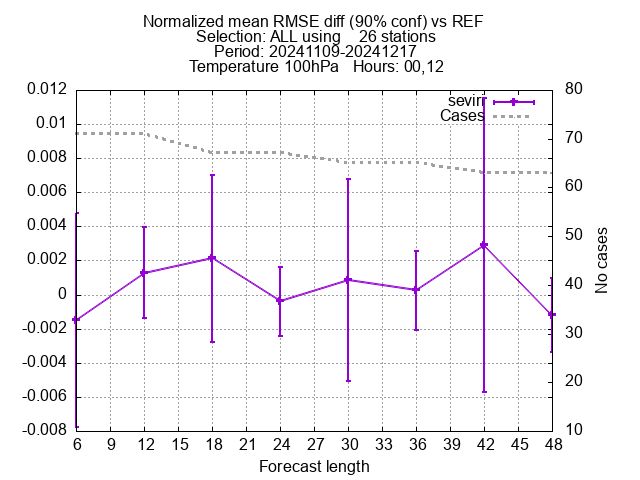 Normalized mean RMSE diff (90% conf) vs REF
Selection: ALL using    26 stations
Period: 20241109-20241217
Temperature 100hPa   Hours: 00,12
seviri
Cases
0.012
0.01
0.008
0.006
0.004
0.002
0
-0.002
-0.004
-0.006
-0.008
80
70
60
50
40
30
20
10
No cases
6 9 12 15 18 21 24 27 30 33 36 39 42 45 48
Forecast length